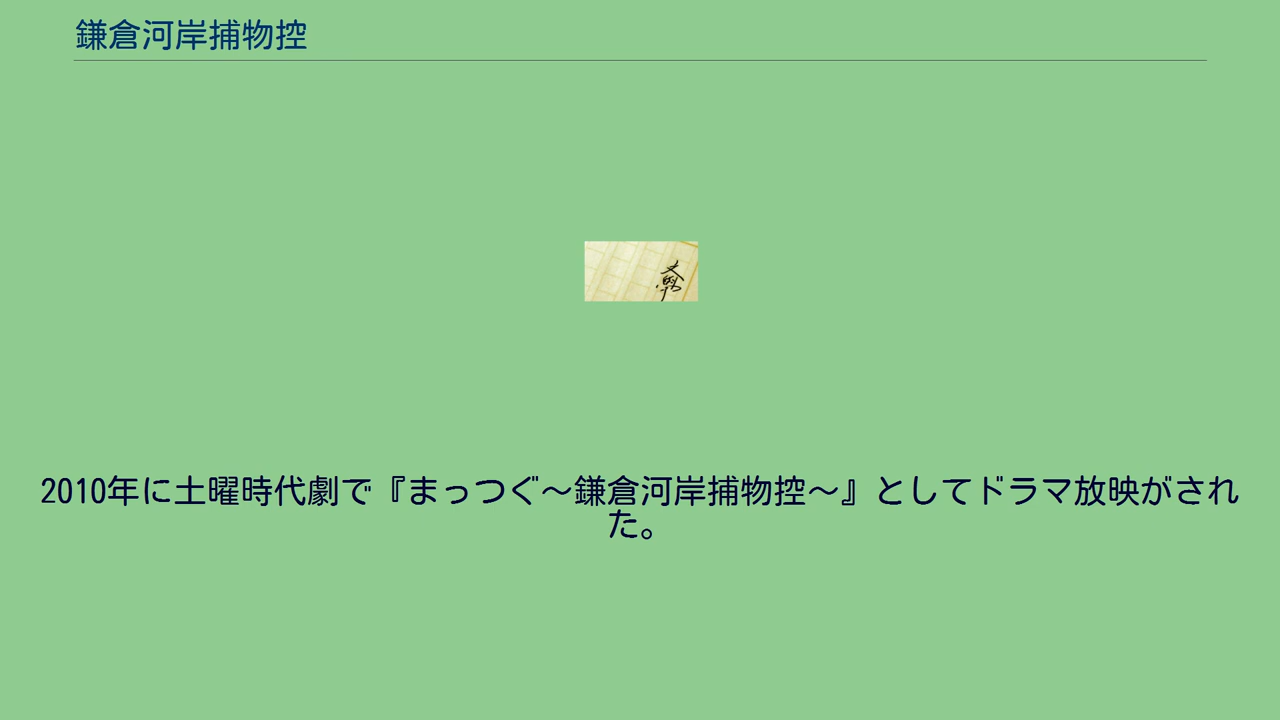 鎌倉河岸捕物控
2010年に土曜時代劇で『まっつぐ～鎌倉河岸捕物控～』としてドラマ放映がされ
た。